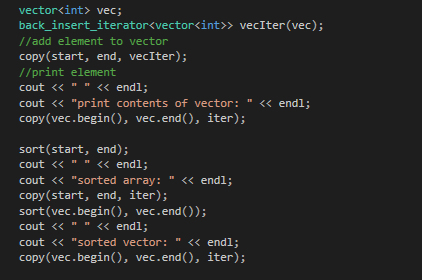 vector<int> vec;
back_insert_iterator<vector<int>> vecIter(vec);
//add element to vector
copy(start, end, vecIter);
//print element
cout << " " << endl;
cout << "print contents of vector: " << endl;
copy(vec.begin(), vec.end(), iter);
sort(start, end);
cout << " " << endl;
cout << "sorted array: " << endl;
copy(start, end, iter);
sort(vec.begin(), vec.end());
cout << " " << endl;
cout << "sorted vector: " << endl;
copy(vec.begin(), vec.end(), iter);